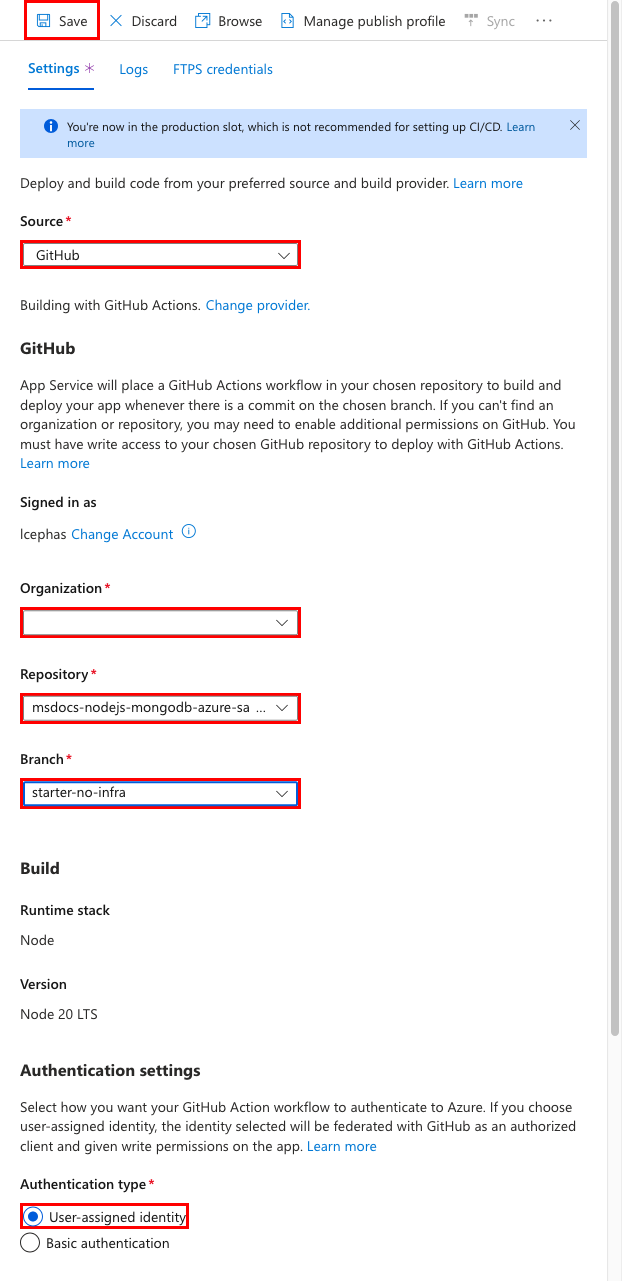 Save Discard Browse Manage publish profile Sync ...
Settings * Logs FTPS credentials
You're now in the production slot, which is not recommended for setting up CI/CD. Learn
more
Deploy and build code from your preferred source and build provider. Learn more
Source *
GitHub
Building with GitHub Actions. Change provider.
GitHub
App Service will place a GitHub Actions workflow in your chosen repository to build and
deploy your app whenever there is a commit on the chosen branch. If you can't find an
organization or repository, you may need to enable additional permissions on GitHub. You
must have write access to your chosen GitHub repository to deploy with GitHub Actions.
Learn more
Signed in as
lcephas Change Account
Organization *
Repository *
msdocs-nodejs-mongodb-azure-sa ...
Branch *
starter-no-infra
Build
Runtime stack
Node
Version
Node 20 LTS
Authentication settings
Select how you want your GitHub Action workflow to authenticate to Azure. If you choose
user-assigned identity, the identity selected will be federated with GitHub as an authorized
client and given write permissions on the app. Learn more
Authentication type *
User-assigned identity
Basic authentication